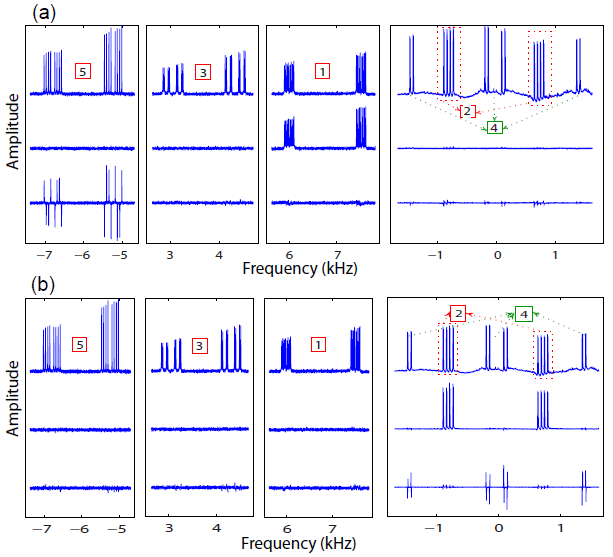 (a)
5
3
1
2
4
Amplitude
−7 −6 −5 3 4 6 7 −1 0 1
Frequency (kHz)
(b)
2 4
5 3 1
Amplitude
−7 −6 −5 3 4 6 7 −1 0 1
Frequency (kHz)